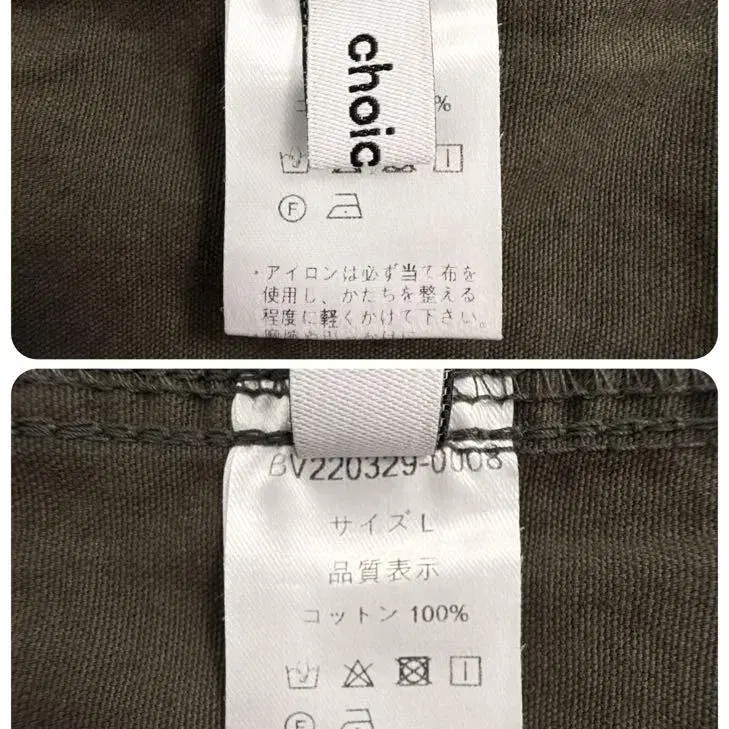 choic
%
F
・アイロンは必ず当て布を
使用し、かたちを整える
程度に軽くかけて下さい。
BV220329-0008
サイズ L
品質表示
コットン 100%
F